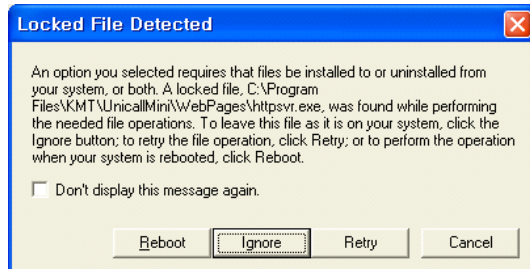 Locked File Detected
An option you selected requires that files be installed to or uninstalled from
your system, or both. A locked file, C:\Program
Files\KMT\UnicallMini\WebPages\httpsvr.exe, was found while performing
the needed file operations. To leave this file as it is on your system, click the
Ignore button; to retry the file operation, click Retry; or to perform the operation
when your system is rebooted, click Reboot.
Don't display this message again.
Reboot Ignore Retry Cancel